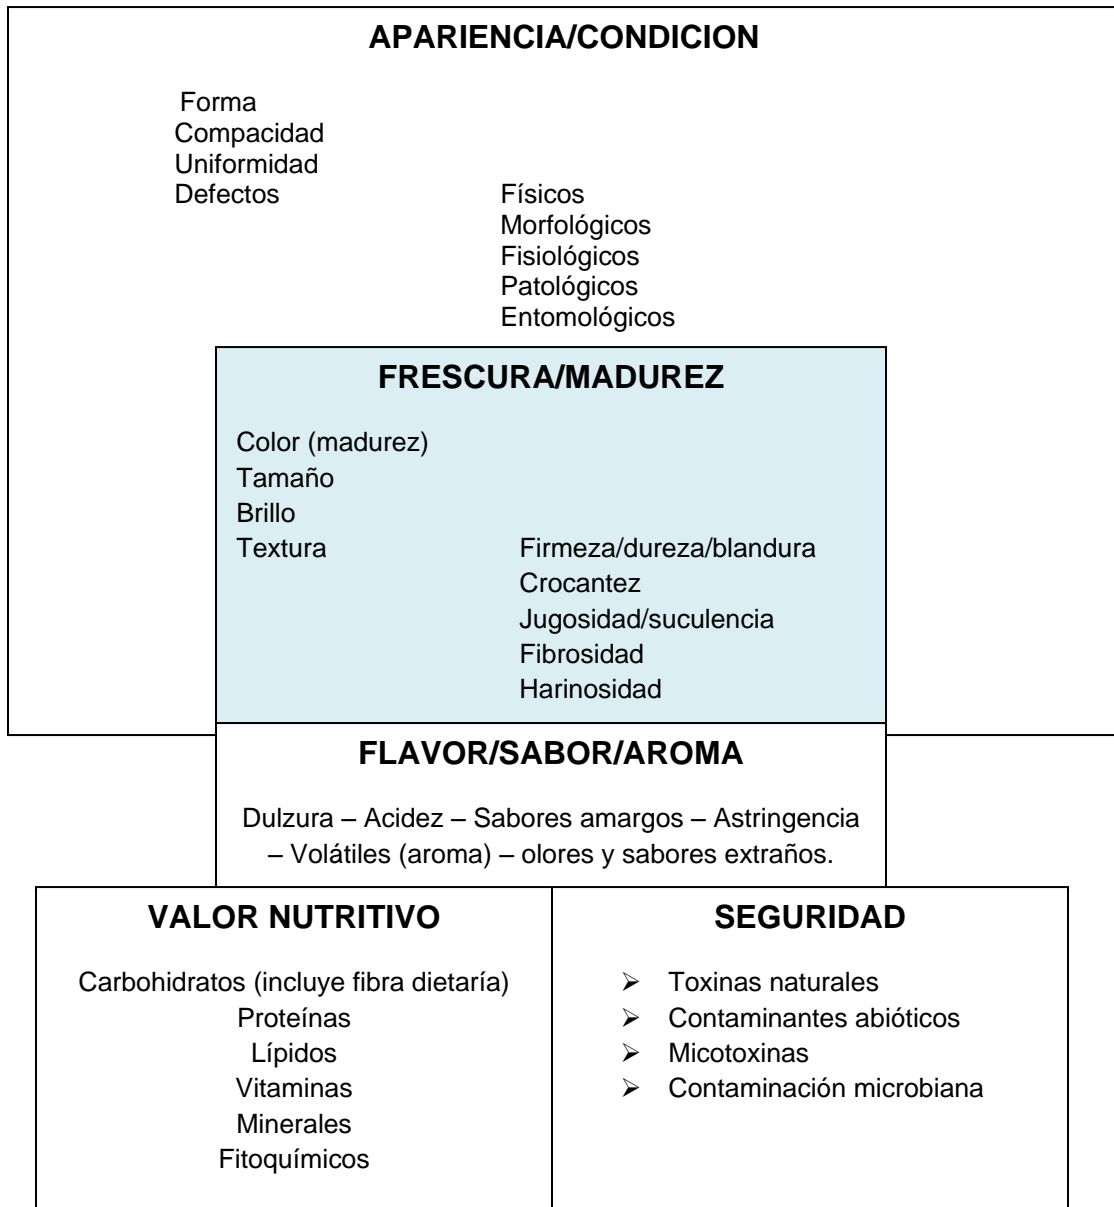 APARIENCIA/CONDICION
Forma
Compacidad
Uniformidad
Defectos
Físicos
Morfológicos
Fisiológicos
Patológicos
Entomológicos
FRESCURA/MADUREZ
Color (madurez)
Tamaño
Brillo
Textura
Firmeza/dureza/blandura
Crocantez
Jugosidad/suculencia
Fibrosidad
Harinosidad
FLAVOR/SABOR/AROMA
Dulzura – Acidez – Sabores amargos – Astringencia
– Volátiles (aroma) – olores y sabores extraños.
VALOR NUTRITIVO
Carbohidratos (incluye fibra dietaría)
Proteínas
Lípidos
Vitaminas
Minerales
Fitoquímicos
SEGURIDAD
➢ Toxinas naturales
➢ Contaminantes abióticos
➢ Micotoxinas
➢ Contaminación microbiana